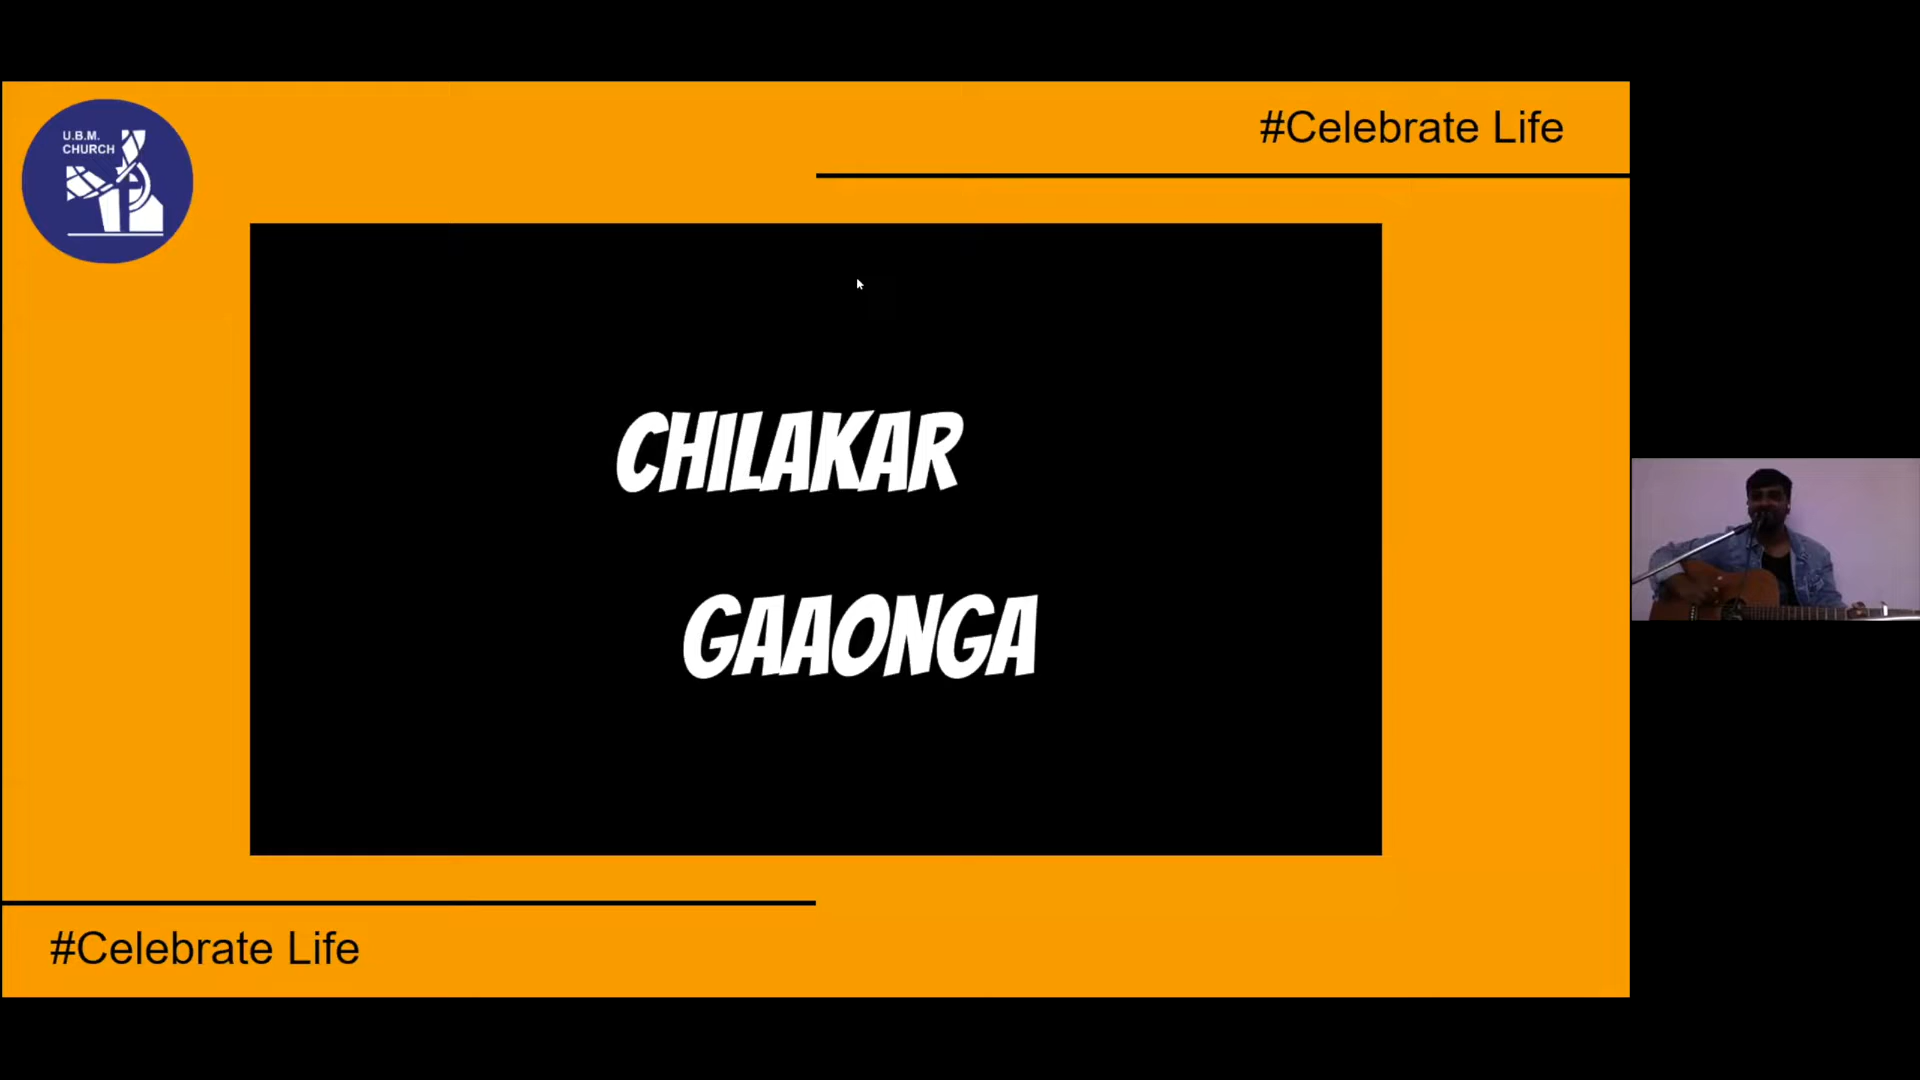 U.B.M.
CHURCH
#Celebrate Life
CHILAKAR
GAAONGA
#Celebrate Life